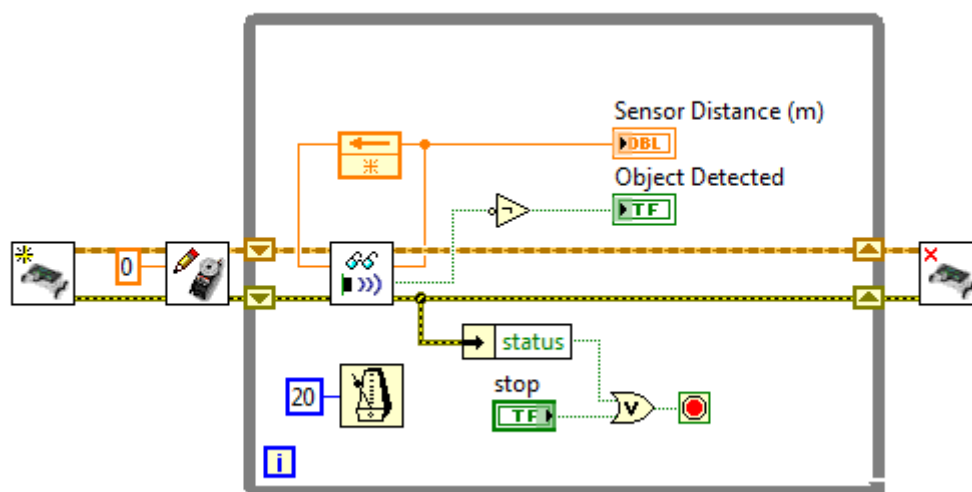 Sensor Distance (m)
DBL
Object Detected
TF
0
status
20
stop
TF
V
i